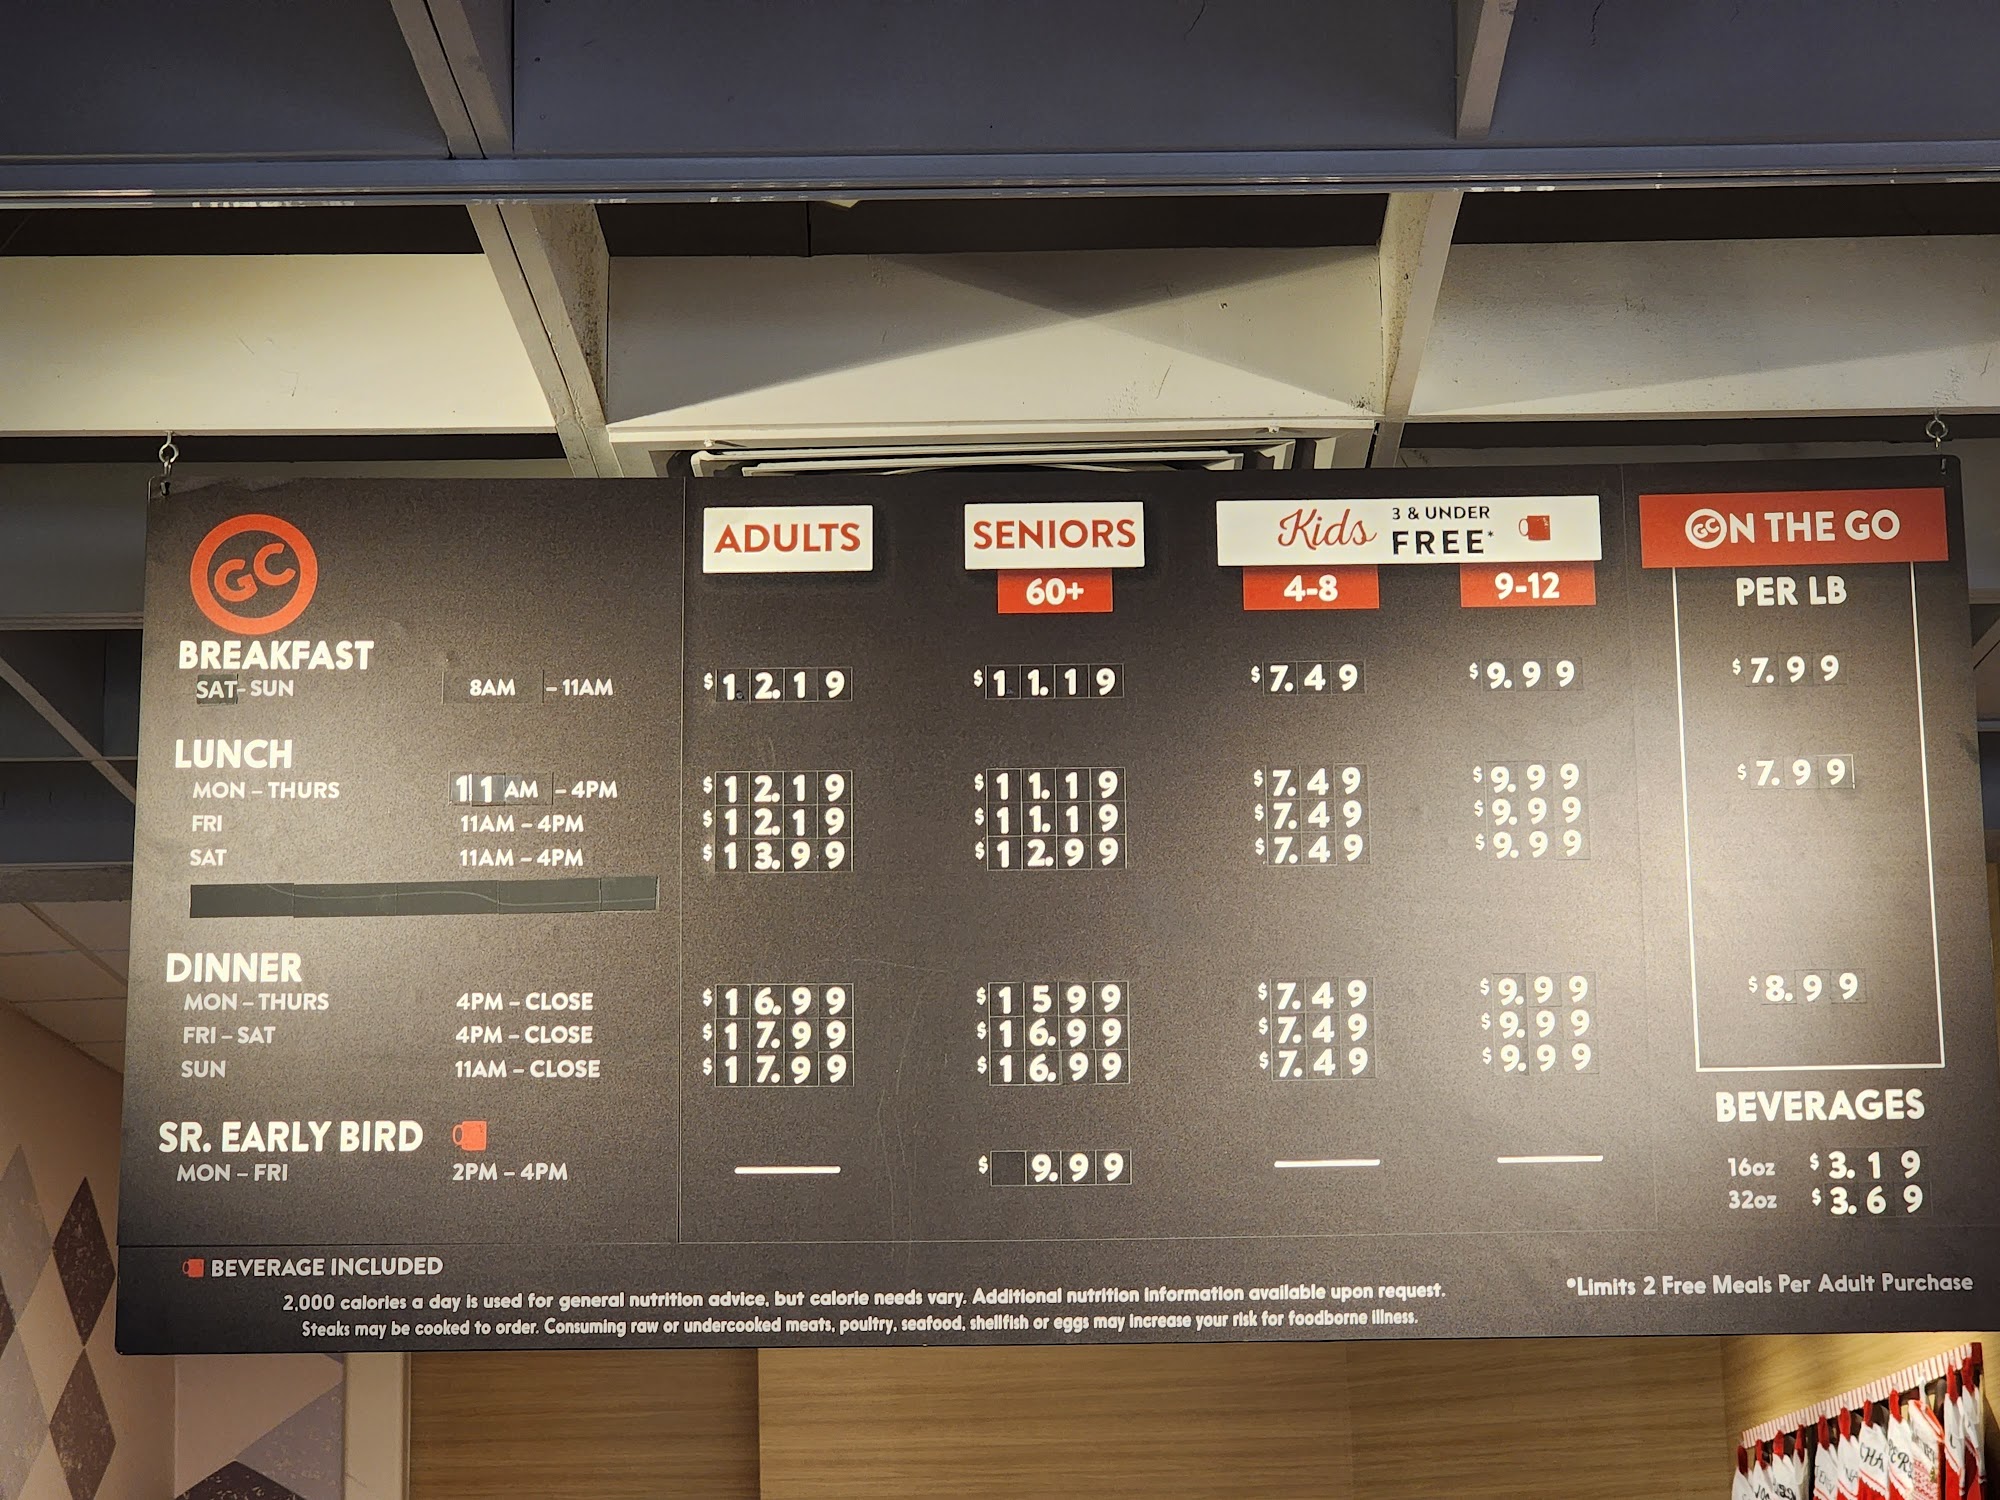 ADULTS SENIORS Kids 3 & UNDER FREE* GC ON THE GO
60+ 4-8 9-12 PER LB
GC
BREAKFAST
SAT- SUN 8AM - 11AM $12.19 $11.19 $7.49 $9.99 $7.99
LUNCH
MON - THURS 11AM - 4PM $12.19 $11.19 $7.49 $9.99 $7.99
FRI 11AM - 4PM $12.19 $11.19 $7.49 $9.99
SAT 11AM - 4PM $13.99 $12.99 $7.49 $9.99
DINNER
MON - THURS 4PM - CLOSE $16.99 $1599 $7.49 $9.99 $8.99
FRI - SAT 4PM - CLOSE $17.99 $16.99 $7.49 $9.99
SUN 11AM - CLOSE $17.99 $16.99 $7.49 $9.99
SR. EARLY BIRD
MON - FRI 2PM - 4PM $9.99
BEVERAGES
16oz $3.19
32oz $3.69
BEVERAGE INCLUDED
2,000 calories a day is used for general nutrition advice, but calorie needs vary. Additional nutrition information available upon request.
Steaks may be cooked to order. Consuming raw or undercooked meats, poultry, seafood, shellfish or eggs may increase your risk for foodborne illness.
*Limits 2 Free Meals Per Adult Purchase